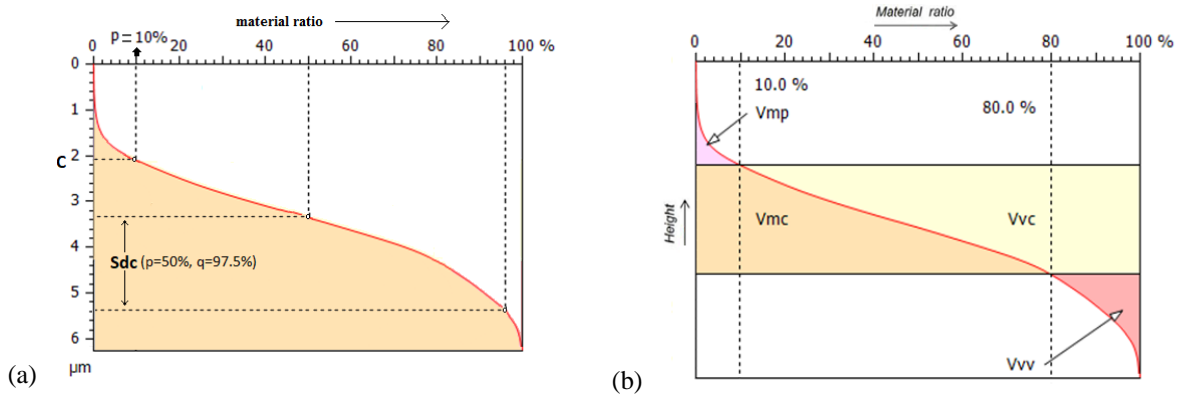 material ratio
p=10%
0 20 40 60 80 100 %
0
1
c 2
3
4
Sdc (p=50%, q=97.5%)
5
6
µm
(a)
Material ratio
0 10 20 40 60 80 100 %
10.0 %
Vmp
80.0 %
Height
Vmc
Vvc
Vvv
(b)